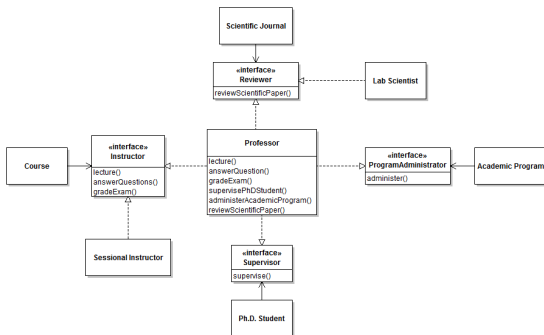 Scientific Journal
«interface»
Reviewer
reviewScientificPaper()
Lab Scientist
Course
«interface»
Instructor
lecture()
answerQuestions()
gradeExam()
Professor
lecture()
answerQuestion()
gradeExam()
supervisePhDStudent()
administerAcademicProgram()
reviewScientificPaper()
«interface»
ProgramAdministrator
administer()
Academic Program
Sessional Instructor
«interface»
Supervisor
supervise()
Ph.D. Student